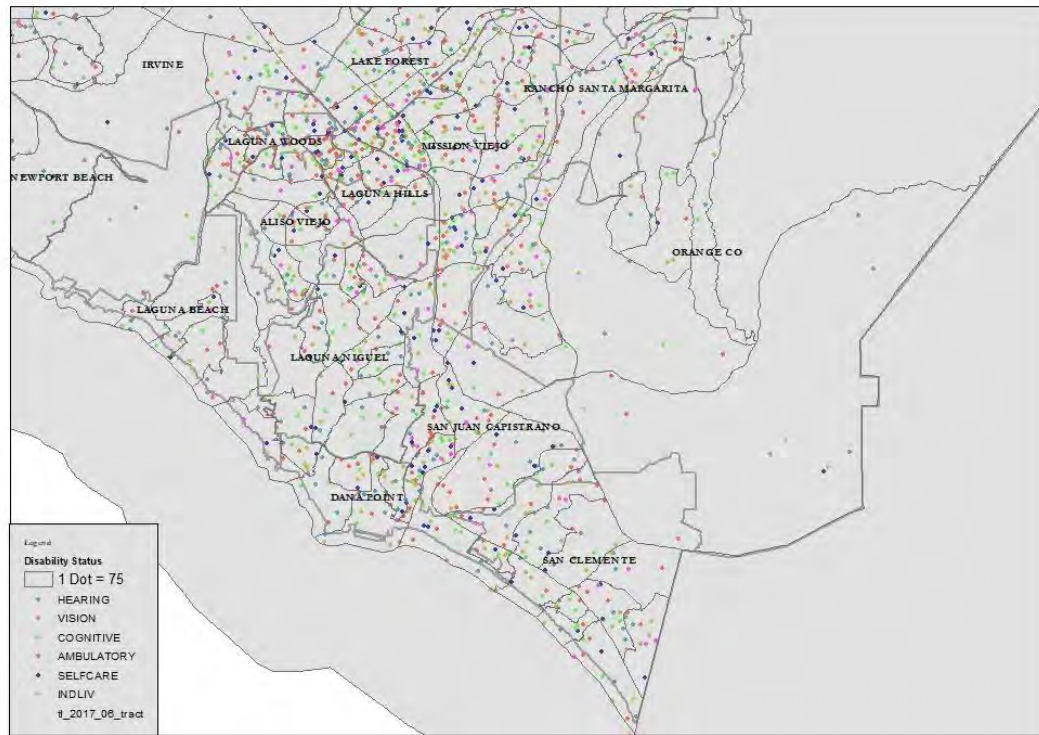 LAKE FOREST
IRVINE
RANCHO SANTA MARGARITA
LAGUNA WOODS
MISSION VIEJO
NEWPORT BEACH
LAGUNA HILLS
ALISO VIEJO
ORANGE CO
LAGUNA BEACH
LAGUNA NIGUEL
SAN JUAN CAPISTRANO
DANA POINT
SAN CLEMENTE
Legend
Disability Status
1 Dot = 75
HEARING
VISION
COGNITIVE
AMBULATORY
SELFCARE
INDLIV
tl_2017_06_tract